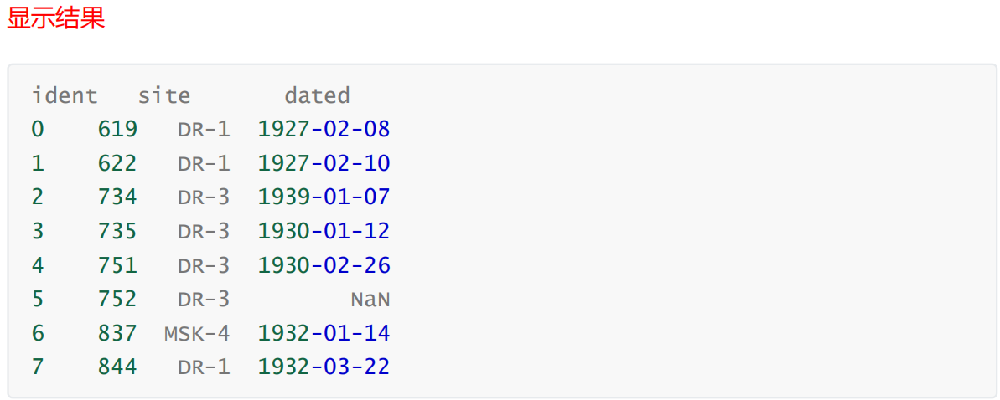 显示结果
ident   site       dated
0    619   DR-1  1927-02-08
1    622   DR-1  1927-02-10
2    734   DR-3  1939-01-07
3    735   DR-3  1930-01-12
4    751   DR-3  1930-02-26
5    752   DR-3         NaN
6    837  MSK-4  1932-01-14
7    844   DR-1  1932-03-22